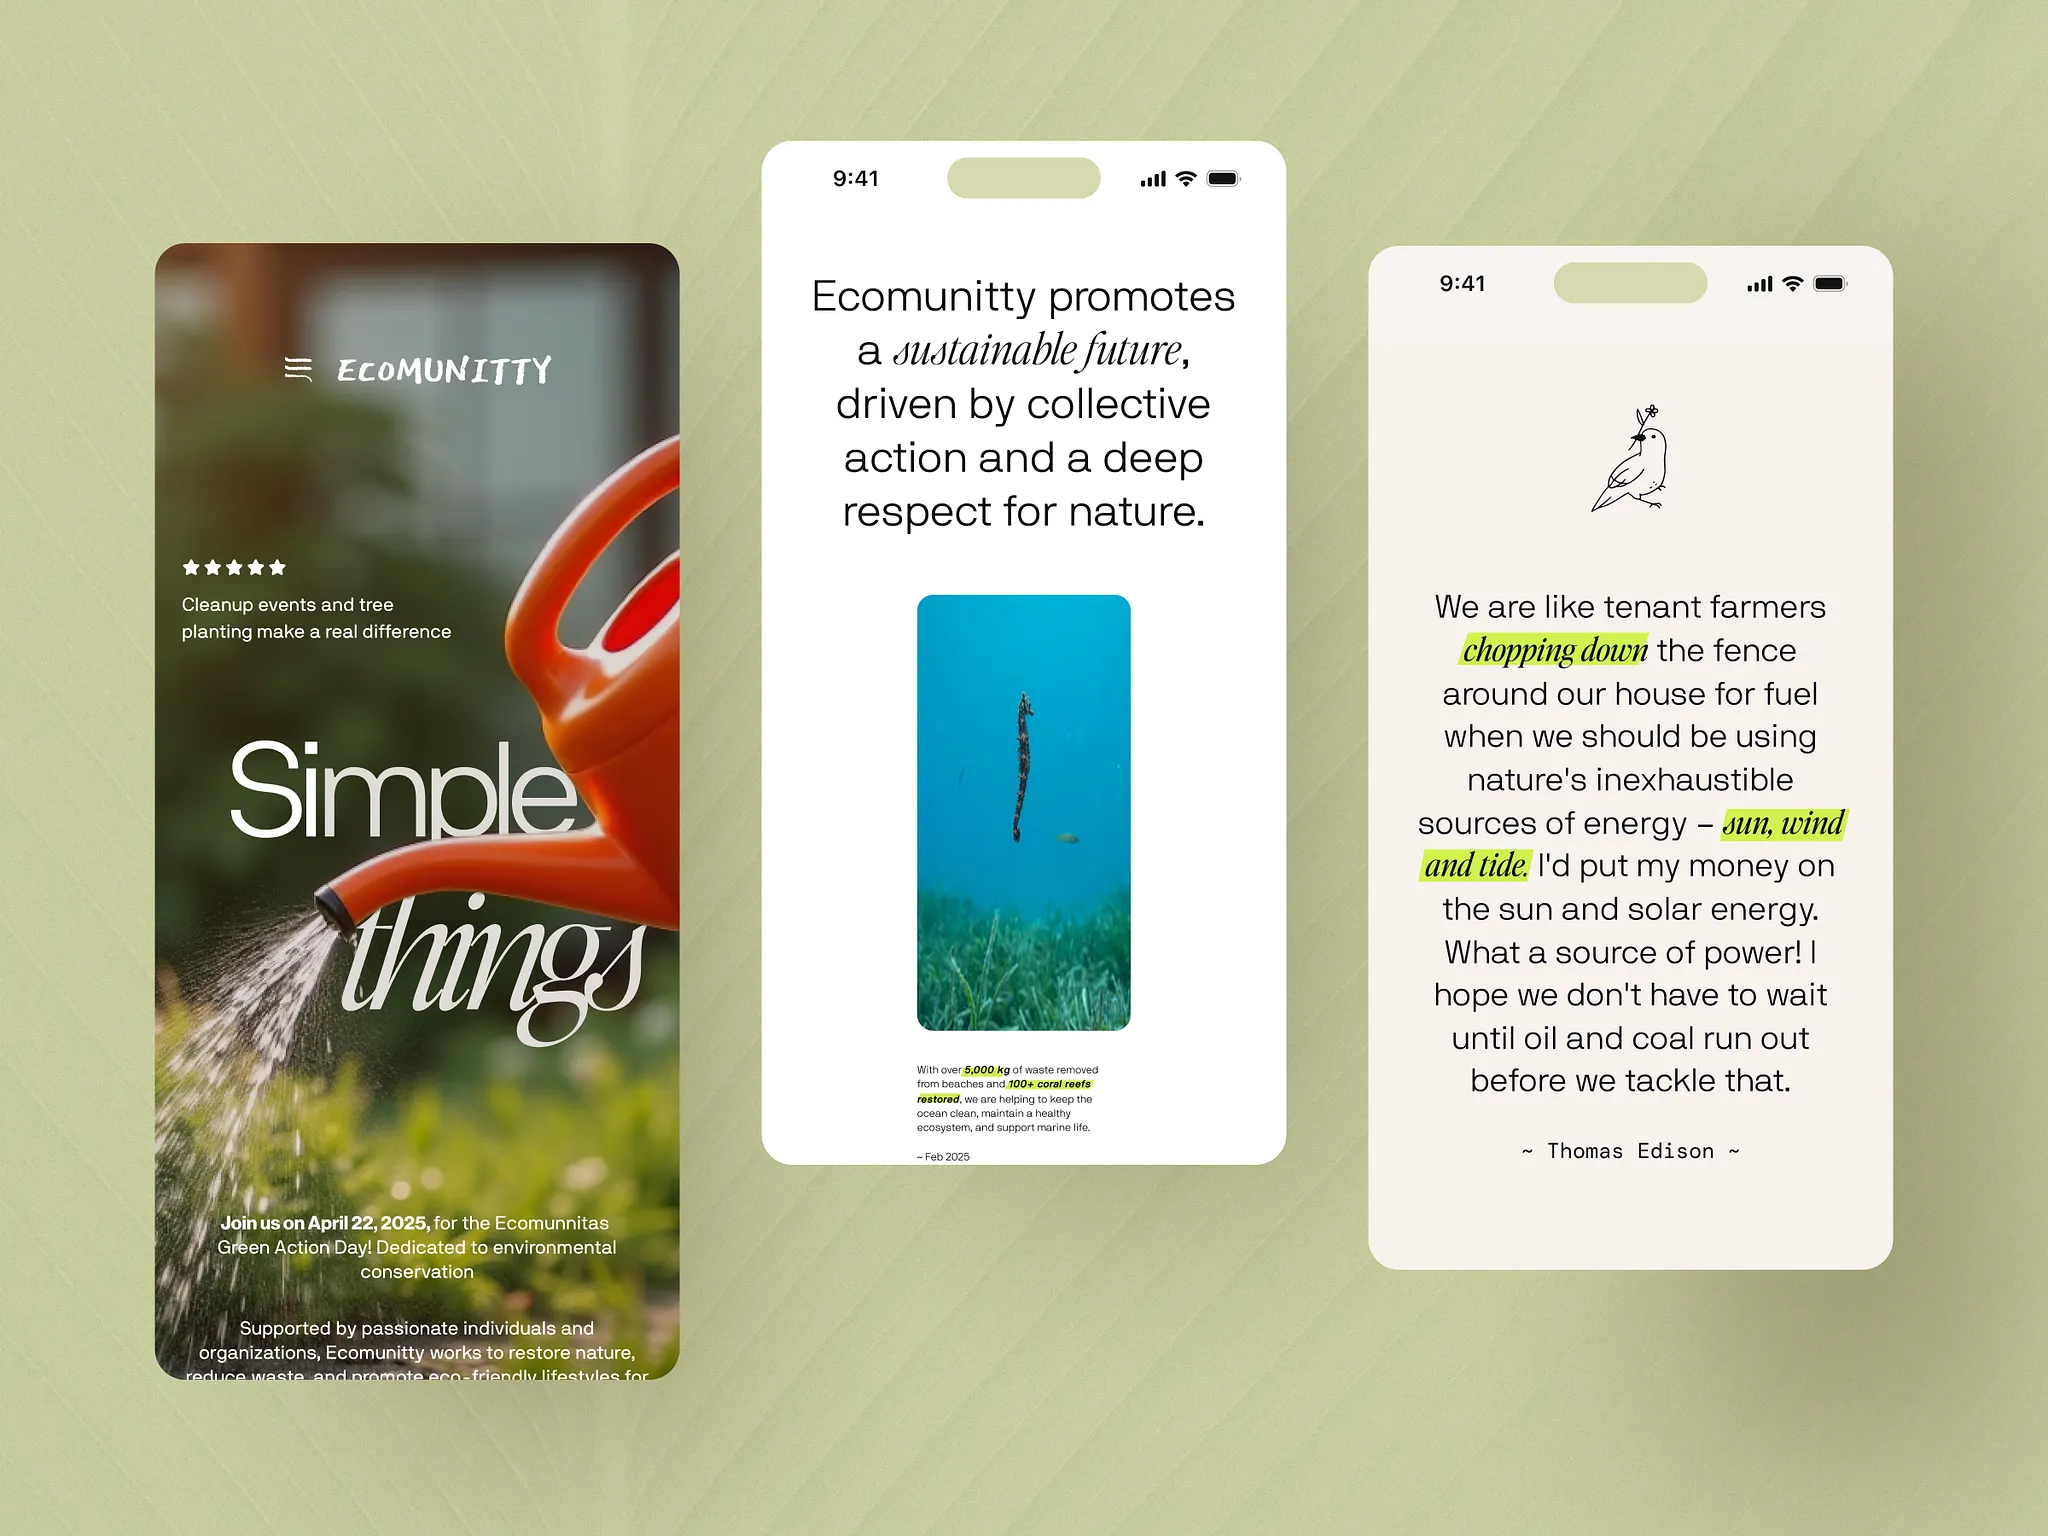 ECOMUNITTY
Cleanup events and tree
planting make a real difference
Simple
things
Join us on April 22, 2025, for the Ecomunnitas
Green Action Day! Dedicated to environmental
conservation
Supported by passionate individuals and
organizations, Ecomunitty works to restore nature,
reduce waste, and promote eco-friendly lifestyles for
9:41
Ecomunitty promotes
a sustainable future,
driven by collective
action and a deep
respect for nature.
With over 5,000 kg of waste removed
from beaches and 100+ coral reefs
restored, we are helping to keep the
ocean clean, maintain a healthy
ecosystem, and support marine life.
~ Feb 2025
9:41
We are like tenant farmers
chopping down the fence
around our house for fuel
when we should be using
nature's inexhaustible
sources of energy – sun, wind
and tide. I'd put my money on
the sun and solar energy.
What a source of power! I
hope we don't have to wait
until oil and coal run out
before we tackle that.
~ Thomas Edison ~